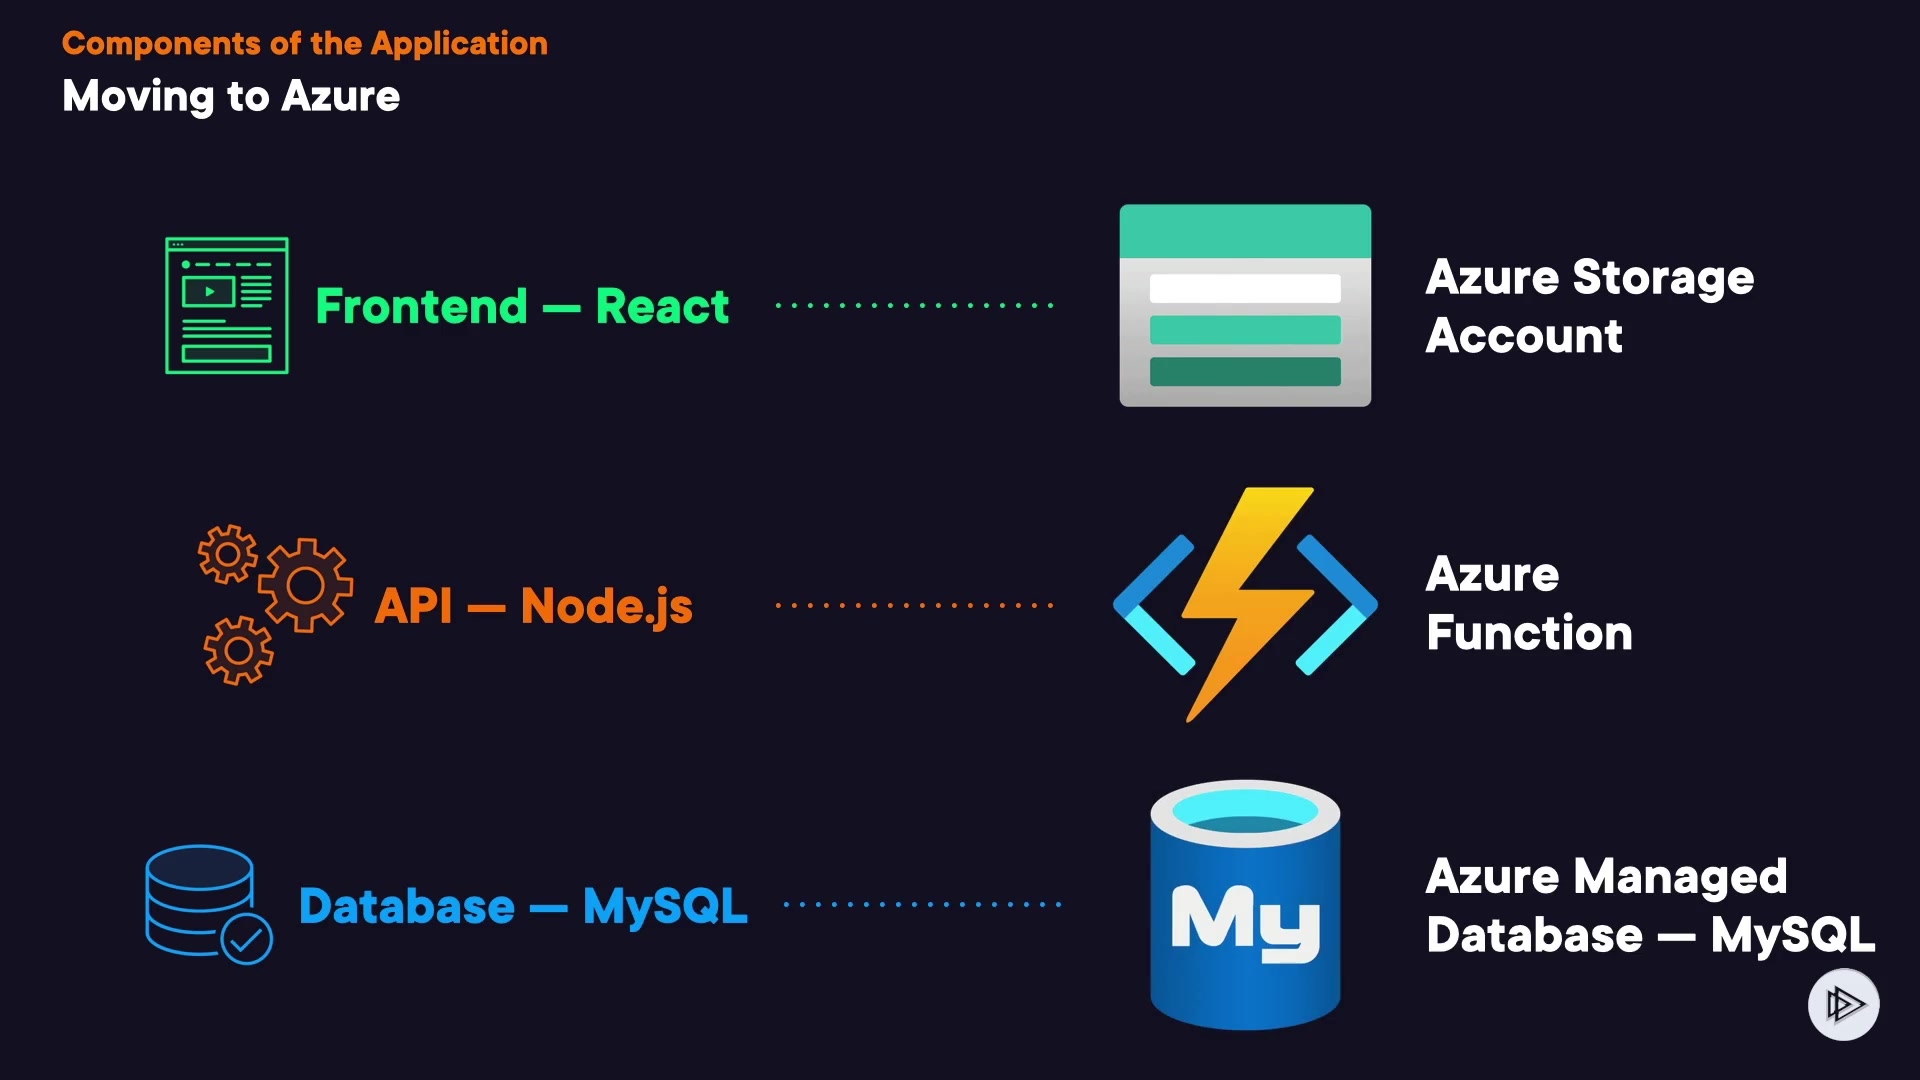 Components of the Application
Moving to Azure
Frontend — React
Azure Storage
Account
API — Node.js
Azure
Function
Database — MySQL
My
Azure Managed
Database — MySQL